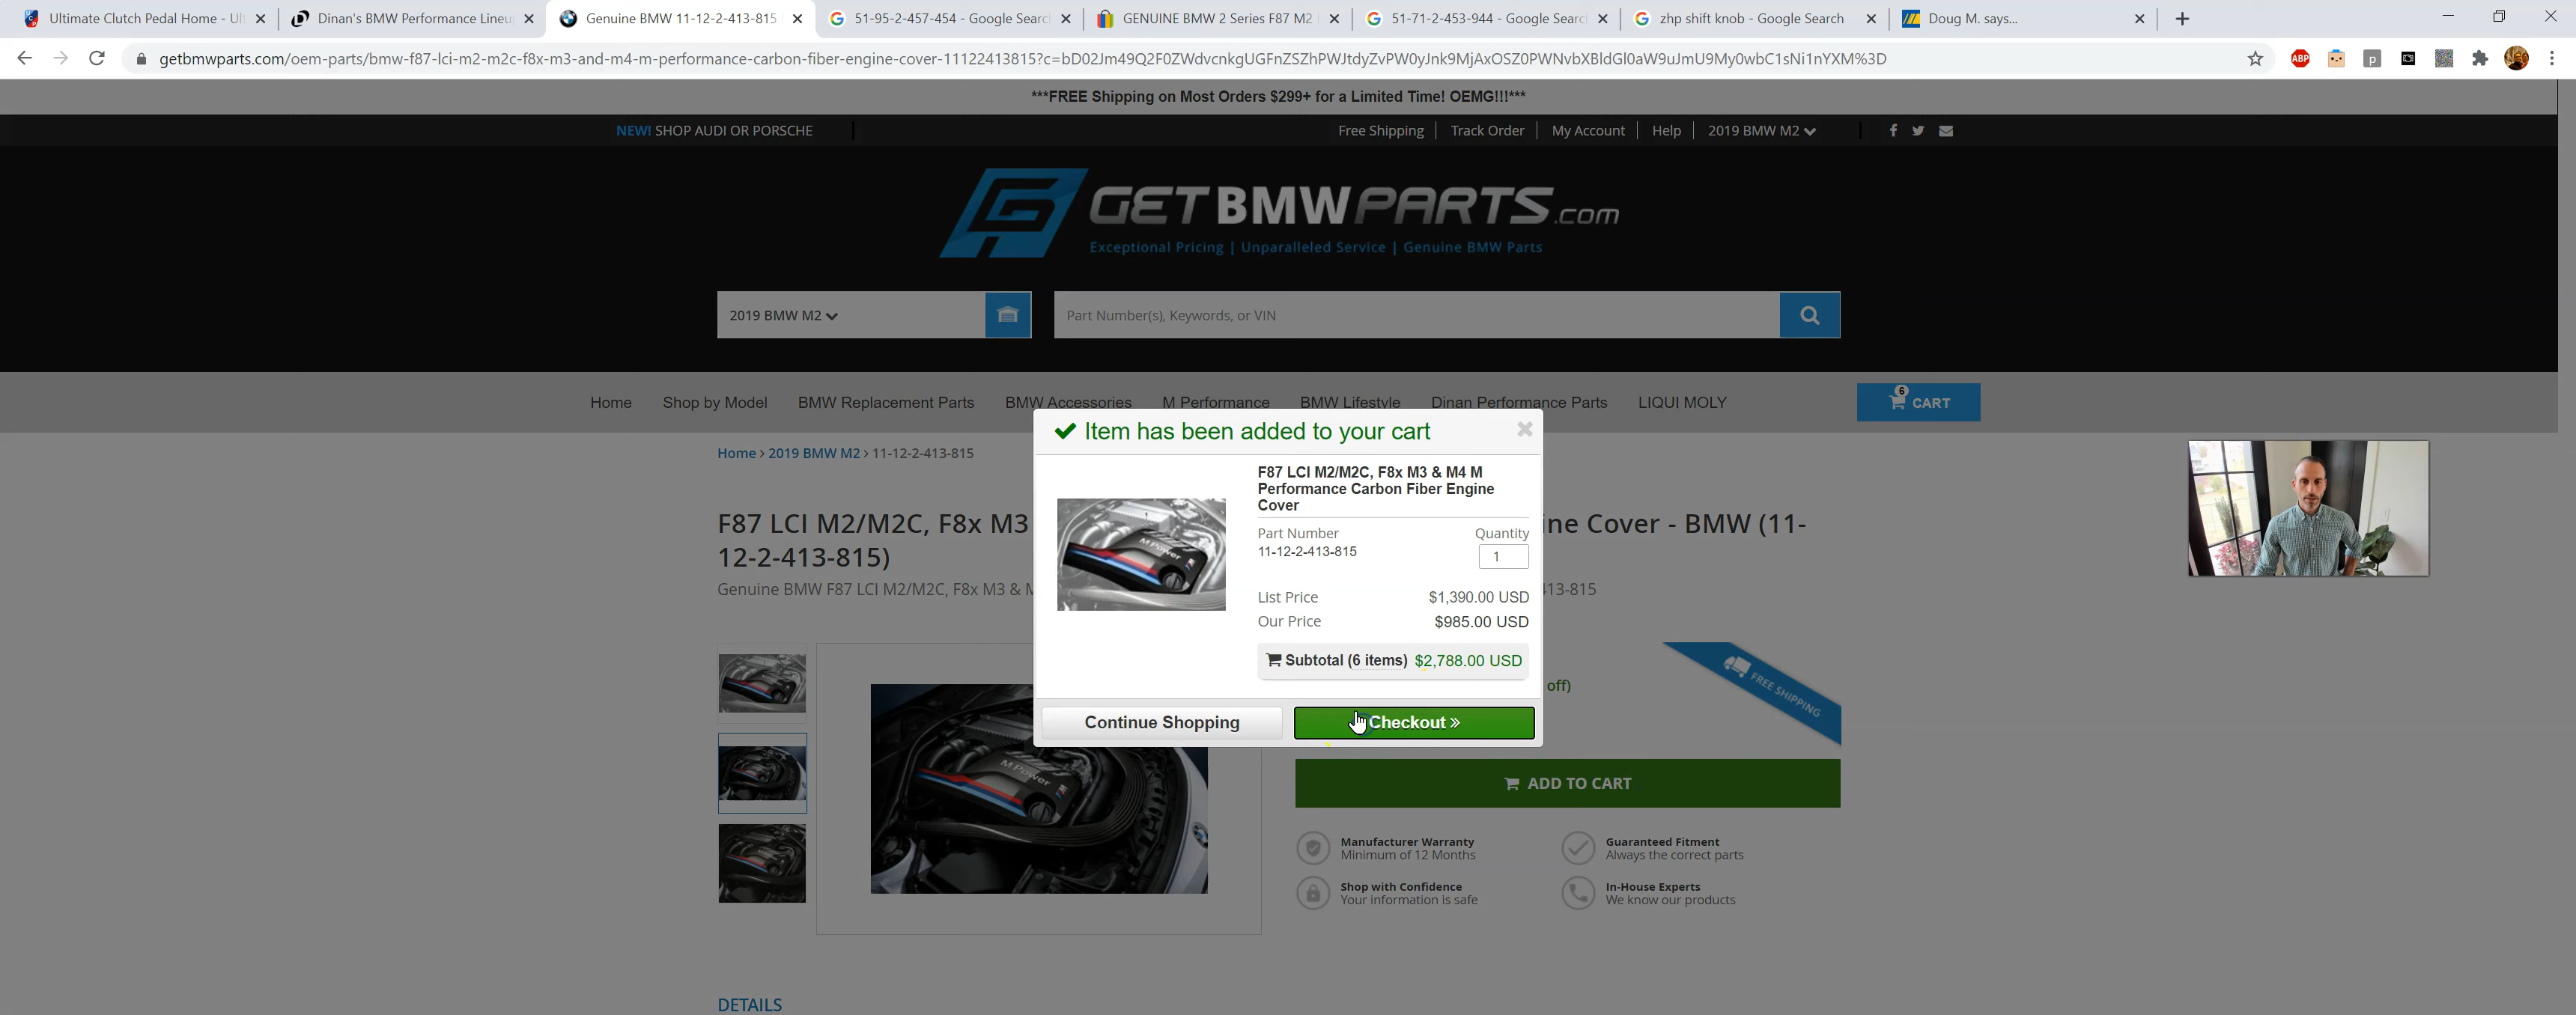 Ultimate Clutch Pedal Home - Ul
Dinan's BMW Performance Lineu
Genuine BMW 11-12-2-413-815
51-95-2-457-454 - Google Searc
GENUINE BMW 2 Series F87 M2
51-71-2-453-944 - Google Searc
zhp shift knob - Google Search
Doug M. says...
getbmwparts.com/oem-parts/bmw-f87-lci-m2-m2c-f8x-m3-and-m4-m-performance-carbon-fiber-engine-cover-11122413815?c=bD02Jm49Q2F0ZWdvcnkgUGFnZSZhPWJtdyZvPW0yJnk9MjAxOSZ0PWNvbXBldGl0aW9uJmU9My0wbC1sNi1nYXM%3D
ABP
***FREE Shipping on Most Orders $299+ for a Limited Time! OEMG!!!***
NEW! SHOP AUDI OR PORSCHE
Free Shipping
Track Order
My Account
Help
2019 BMW M2
GETBMWPARTS.com
Exceptional Pricing | Unparalleled Service | Genuine BMW Parts
2019 BMW M2
Part Number(s), Keywords, or VIN
Home
Shop by Model
BMW Replacement Parts
BMW Accessories
M Performance
BMW Lifestyle
Dinan Performance Parts
LIQUI MOLY
6
CART
Home > 2019 BMW M2 > 11-12-2-413-815
Item has been added to your cart
F87 LCI M2/M2C, F8x M3 & M4 M
Performance Carbon Fiber Engine
Cover
Part Number
Quantity
11-12-2-413-815
1
List Price
$1,390.00 USD
Our Price
$985.00 USD
Subtotal (6 items) $2,788.00 USD
Continue Shopping
Checkout »
F87 LCI M2/M2C, F8x M3
ine Cover - BMW (11-
12-2-413-815)
Genuine BMW F87 LCI M2/M2C, F8x M3 &
413-815
M Power
M Power
off)
FREE SHIPPING
ADD TO CART
Manufacturer Warranty
Minimum of 12 Months
Guaranteed Fitment
Always the correct parts
Shop with Confidence
Your information is safe
In-House Experts
We know our products
DETAILS